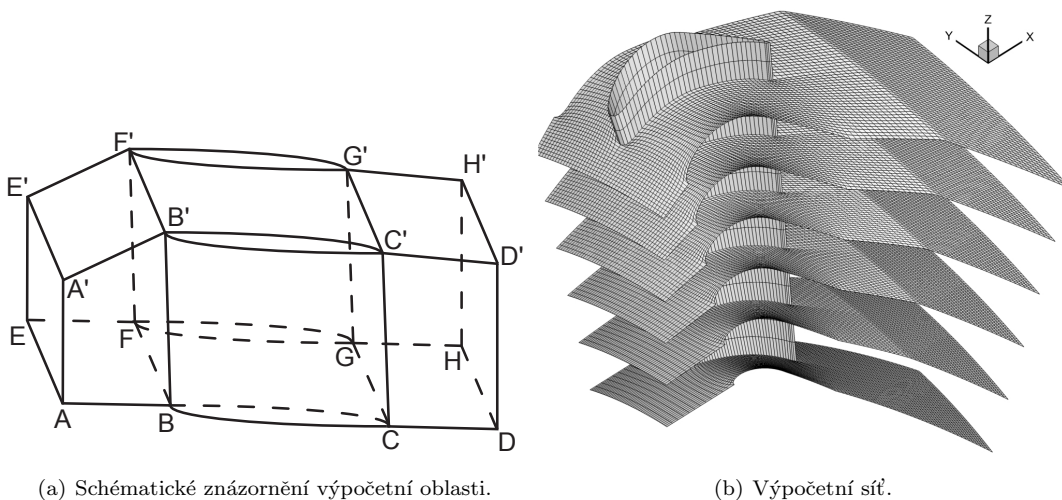 F'
G'
H'
E'
B'
C'
D'
A'
E
F
G
H
A
B
C
D
Z
Y
X
(a) Schématické znázornění výpočetní oblasti.
(b) Výpočetní síť.